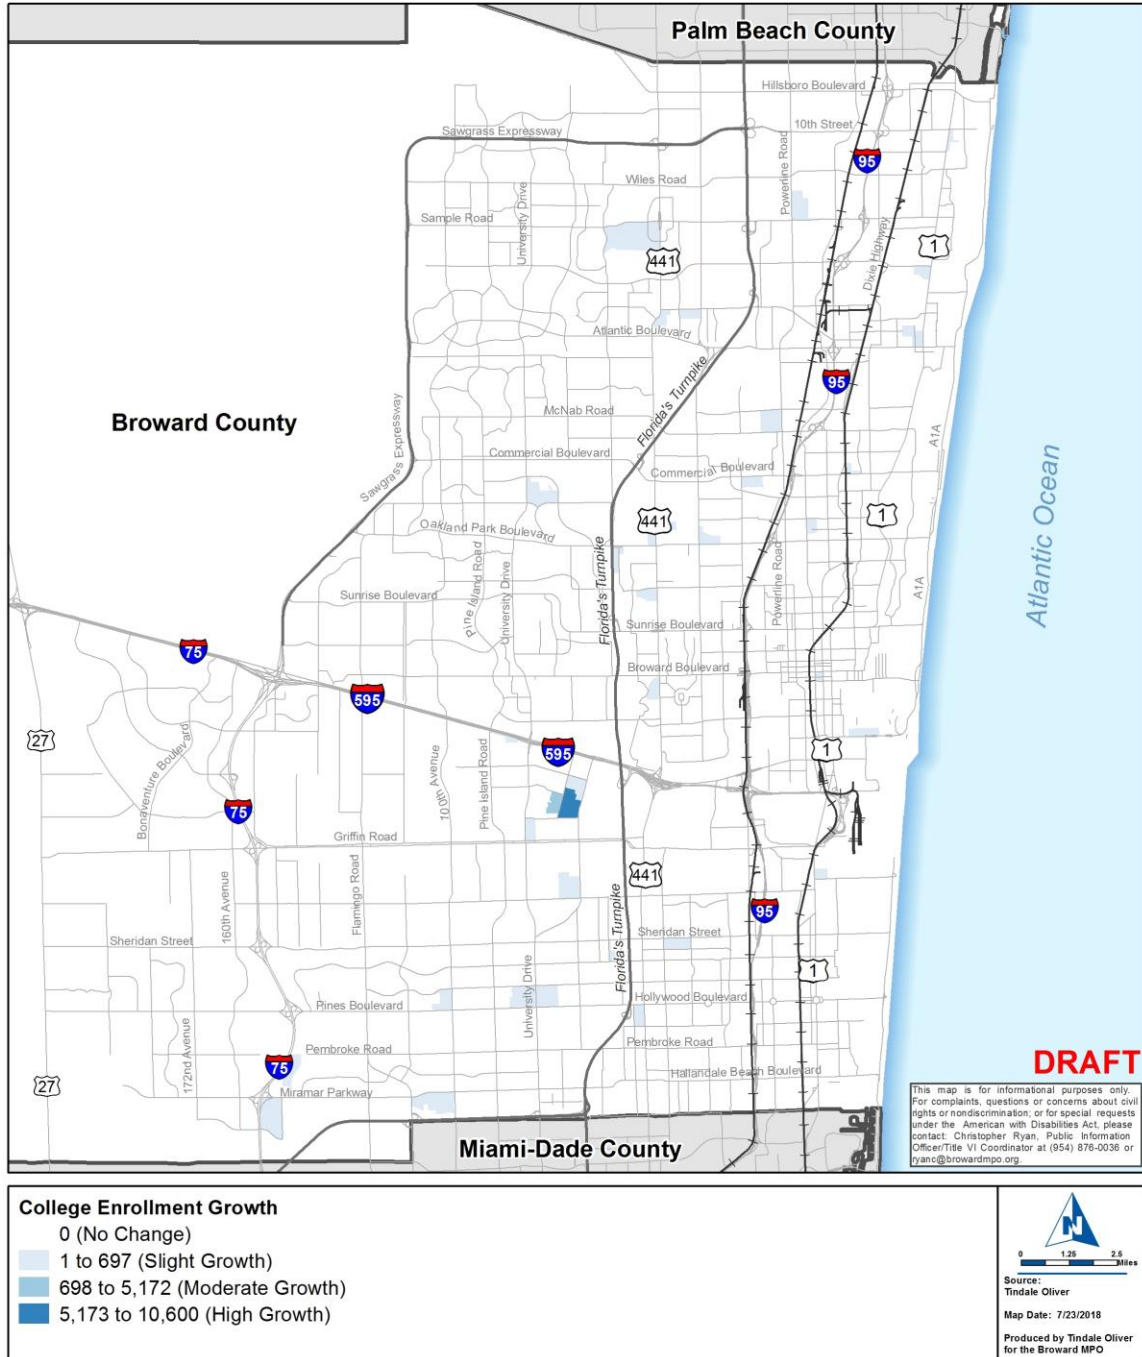 Palm Beach County
Hillsboro Boulevard
10th Street
Sawgrass Expressway
95
Powerline Road
Wiles Road
University Drive
Sample Road
Dixie Highway
1
441
Atlantic Boulevard
95
Florida's Turnpike
McNab Road
Broward County
Sawgrass Expressway
A1A
Commercial Boulevard
Commercial Boulevard
Atlantic Ocean
441
1
Oakland Park Boulevard
Pine Island Road
University Drive
Florida's Turnpike
Powerline Road
A1A
Sunrise Boulevard
Sunrise Boulevard
75
Broward Boulevard
595
27
Bonaventure Boulevard
100th Avenue
Pine Island Road
595
1
75
Griffin Road
441
160th Avenue
Flamingo Road
Florida's Turnpike
95
Sheridan Street
Sheridan Street
University Drive
1
Pines Boulevard
Hollywood Boulevard
172nd Avenue
Pembroke Road
Pembroke Road
75
27
Hallandale Beach Boulevard
Miramar Parkway
Miami-Dade County
DRAFT
This map is for informational purposes only.
For complaints, questions or concerns about civil
rights or nondiscrimination; or for special requests
under the American with Disabilities Act, please
contact: Christopher Ryan, Public Information
Officer/Title VI Coordinator at (954) 876-0036 or
ryanc@browardmpo.org.
College Enrollment Growth
0 (No Change)
1 to 697 (Slight Growth)
698 to 5,172 (Moderate Growth)
5,173 to 10,600 (High Growth)
N
0 1.25 2.5
Miles
Source:
Tindale Oliver
Map Date: 7/23/2018
Produced by Tindale Oliver
for the Broward MPO